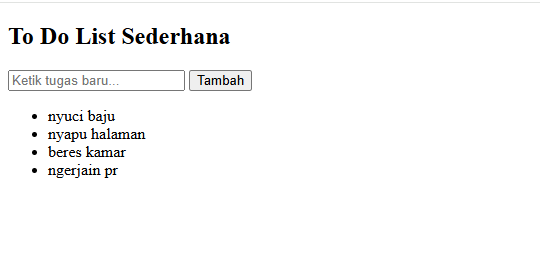 To Do List Sederhana
Ketik tugas baru... Tambah
nyuci baju
nyapu halaman
beres kamar
ngerjain pr